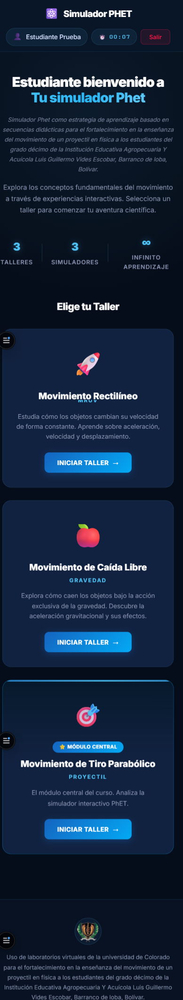 Simulador PHET
Estudiante Prueba
00:07
Salir
Estudiante bienvenido a
Tu simulador Phet
Simulador Phet como estrategia de aprendizaje basado en
secuencias didácticas para el fortalecimiento en la enseñanza
del movimiento de un proyectil en física a los estudiantes del
grado décimo de la Institución Educativa Agropecuaria Y
Acuícola Luis Guillermo Vides Escobar, Barranco de loba,
Bolívar.
Explora los conceptos fundamentales del movimiento
a través de experiencias interactivas. Selecciona un
taller para comenzar tu aventura científica.
3
TALLERES
3
SIMULADORES
∞
INFINITO
APRENDIZAJE
Elige tu Taller
Movimiento Rectilíneo
MRUV
Estudia cómo los objetos cambian su velocidad
de forma constante. Aprende sobre aceleración,
velocidad y desplazamiento.
INICIAR TALLER →
Movimiento de Caída Libre
GRAVEDAD
Explora cómo caen los objetos bajo la acción
exclusiva de la gravedad. Descubre la
aceleración gravitacional y sus efectos.
INICIAR TALLER →
MÓDULO CENTRAL
Movimiento de Tiro Parabólico
PROYECTIL
El módulo central del curso. Analiza la
simulador interactivo PhET.
INICIAR TALLER →
Uso de laboratorios virtuales de la universidad de Colorado
para el fortalecimiento en la enseñanza del movimiento de un
proyectil en física a los estudiantes del grado décimo de la
Institución Educativa Agropecuaria Y Acuícola Luis Guillermo
Vides Escobar, Barranco de loba, Bolívar.